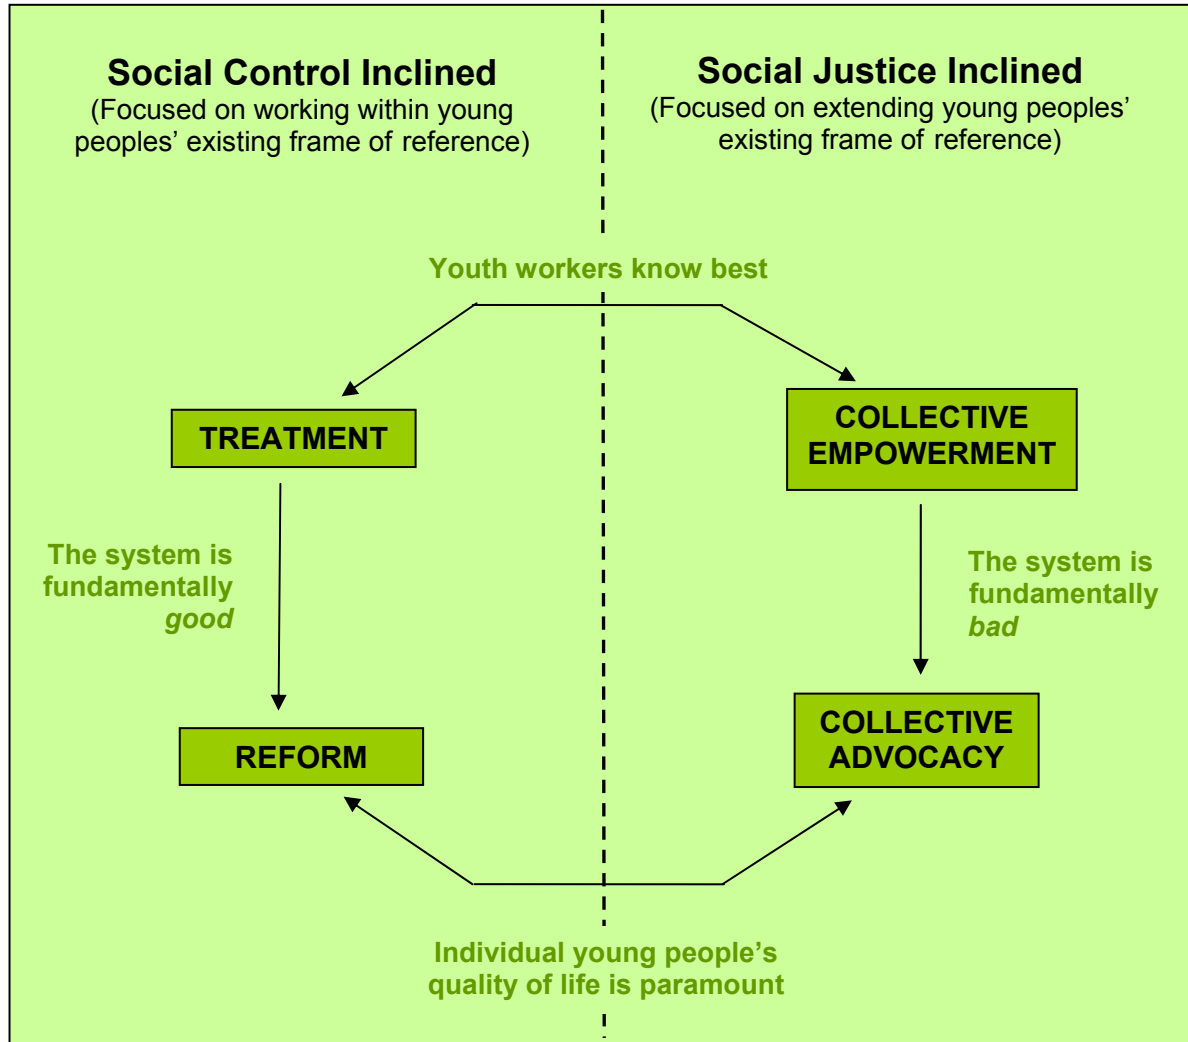 Social Control Inclined
(Focused on working within young
peoples’ existing frame of reference)
Social Justice Inclined
(Focused on extending young peoples’
existing frame of reference)
Youth workers know best
TREATMENT
COLLECTIVE
EMPOWERMENT
The system is
fundamentally
good
The system is
fundamentally
bad
REFORM
COLLECTIVE
ADVOCACY
Individual young people’s
quality of life is paramount